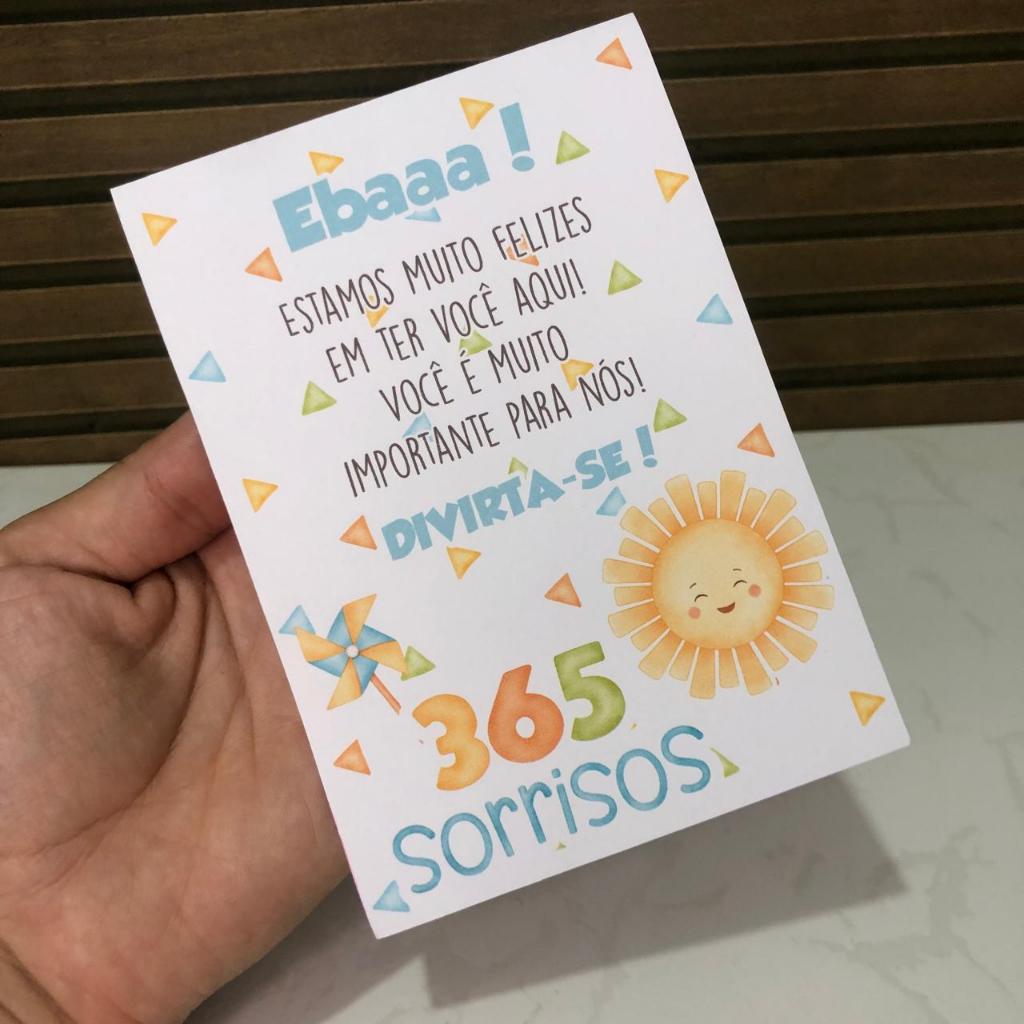 Ebaaa !
ESTAMOS MUITO FELIZES
EM TER VOCÊ AQUI!
VOCÊ É MUITO
IMPORTANTE PARA NÓS!
DIVIRTA-SE !
365
sorrisos